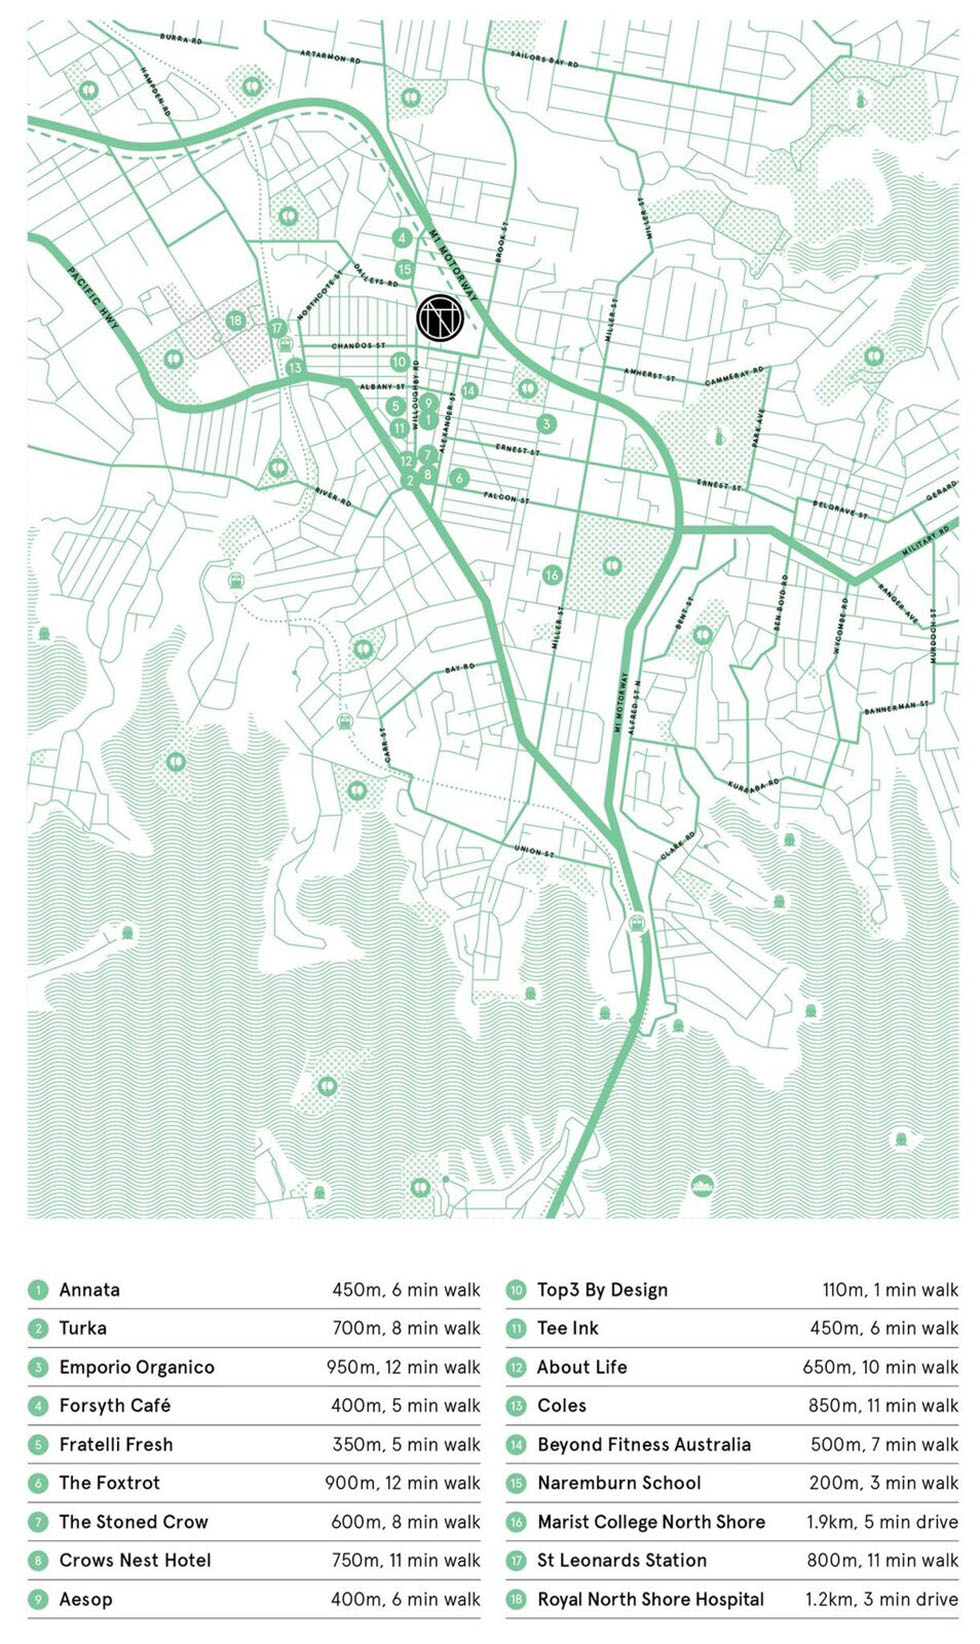 BURRA RD
ARTARMON RD
SAILORS BAY RD
HAMPDEN RD
MILLER ST
BROOK ST
4
M1 MOTORWAY
15
DALLEYS RD
PACIFIC HWY
NORTHCOTE ST
18
17
MILLER ST
CHANDOS ST
10
13
AMHERST ST
CAMMERAY RD
ALBANY ST
WILLOUGHBY RD
14
5
9
1
ALEXANDER ST
3
PARK AVE
11
ERNEST ST
12
7
8
2
6
ERNEST ST
RIVER RD
FALCON ST
BELGRAVE ST
GERARD
MILITARY RD
16
BENT ST
BEN BOYD RD
WYCOMBE RD
RANGER AVE
MURDOCH ST
MILLER ST
BAY RD
M1 MOTORWAY
ALFRED ST N
BANNERMAN ST
CARR ST
KURRABA RD
UNION ST
CLARK RD
1 Annata 450m, 6 min walk
2 Turka 700m, 8 min walk
3 Emporio Organico 950m, 12 min walk
4 Forsyth Café 400m, 5 min walk
5 Fratelli Fresh 350m, 5 min walk
6 The Foxtrot 900m, 12 min walk
7 The Stoned Crow 600m, 8 min walk
8 Crows Nest Hotel 750m, 11 min walk
9 Aesop 400m, 6 min walk
10 Top3 By Design 110m, 1 min walk
11 Tee Ink 450m, 6 min walk
12 About Life 650m, 10 min walk
13 Coles 850m, 11 min walk
14 Beyond Fitness Australia 500m, 7 min walk
15 Naremburn School 200m, 3 min walk
16 Marist College North Shore 1.9km, 5 min drive
17 St Leonards Station 800m, 11 min walk
18 Royal North Shore Hospital 1.2km, 3 min drive